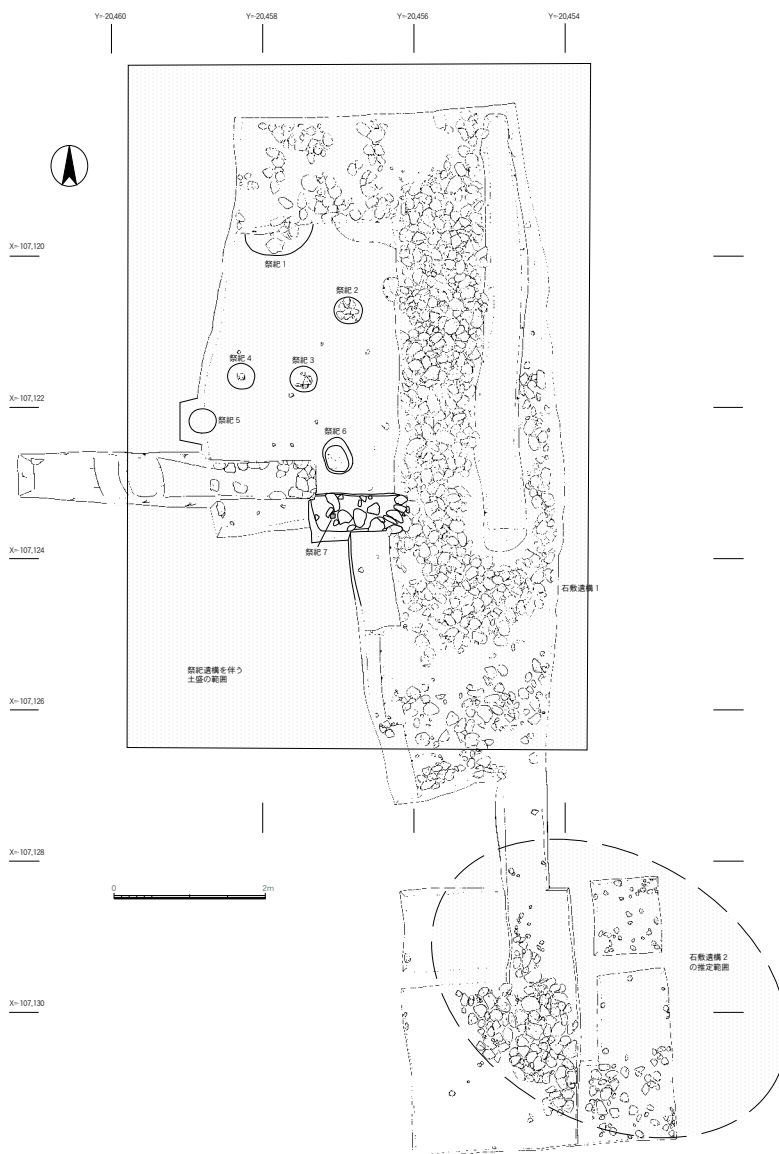 Y=-20,460
Y=-20,458
Y=-20,456
Y=-20,454
X=-107,120
祭祀 1
祭祀 2
祭祀 4
祭祀 3
X=-107,122
祭祀 5
祭祀 6
祭祀 7
X=-107,124
石敷遺構 1
祭祀遺構を伴う
土盛の範囲
X=-107,126
X=-107,128
0
2m
石敷遺構 2
の推定範囲
X=-107,130